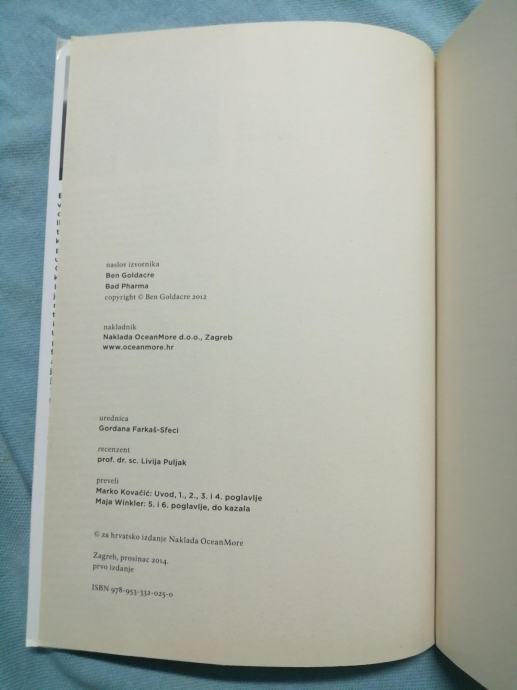 naslov izvornika
Ben Goldacre
Bad Pharma
copyright © Ben Goldacre 2012
nakladnik
Naklada OceanMore d.o.o., Zagreb
www.oceanmore.hr
urednica
Gordana Farkaš-Sfeci
recenzent
prof. dr. sc. Livija Puljak
preveli
Marko Kovačić: Uvod, 1., 2., 3. i 4. poglavlje
Maja Winkler: 5. i 6. poglavlje, do kazala
© za hrvatsko izdanje Naklada OceanMore
Zagreb, prosinac 2014.
prvo izdanje
ISBN 978-953-332-025-0